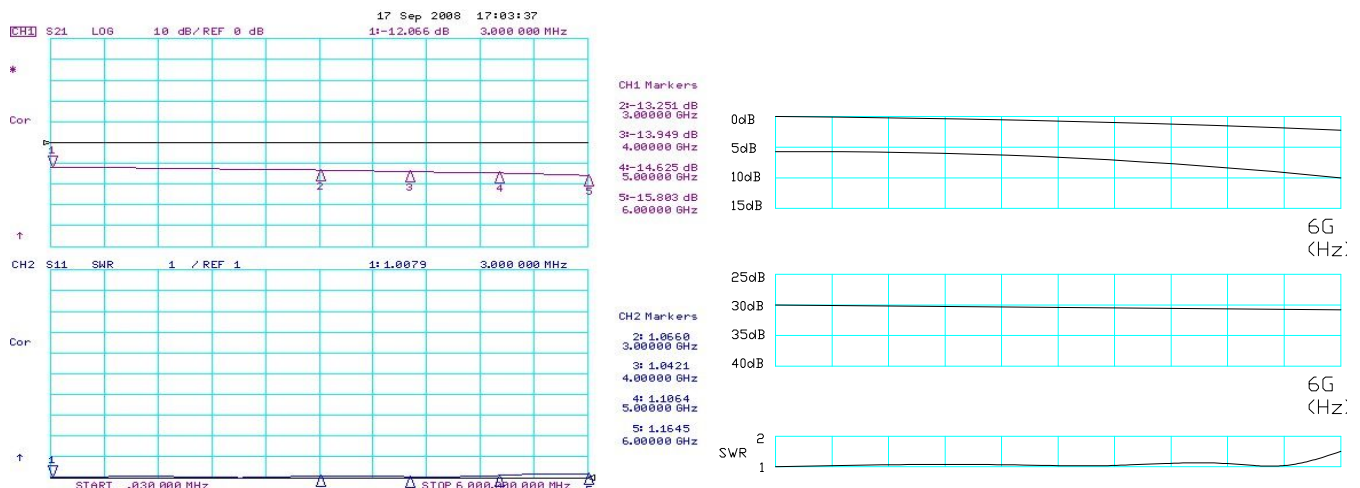 17 Sep 2008 17:03:37
CH1 S21 LOG 10 dB/REF 0 dB 1:-12.066 dB 3.000 000 MHz
*
Cor
↑
1
2
3
4
5
CH1 Markers
2:-13.251 dB
3.00000 GHz
3:-13.949 dB
4.00000 GHz
4:-14.625 dB
5.00000 GHz
5:-15.803 dB
6.00000 GHz
CH2 S11 SWR 1 /REF 1 1:1.0079 3.000 000 MHz
Cor
↑
1
CH2 Markers
2: 1.0660
3.00000 GHz
3: 1.0421
4.00000 GHz
4: 1.1064
5.00000 GHz
5: 1.1645
6.00000 GHz
START .030 000 MHz STOP 6 000.000 000 MHz
0dB
5dB
10dB
15dB
6G
(Hz)
25dB
30dB
35dB
40dB
6G
(Hz)
SWR
2
1